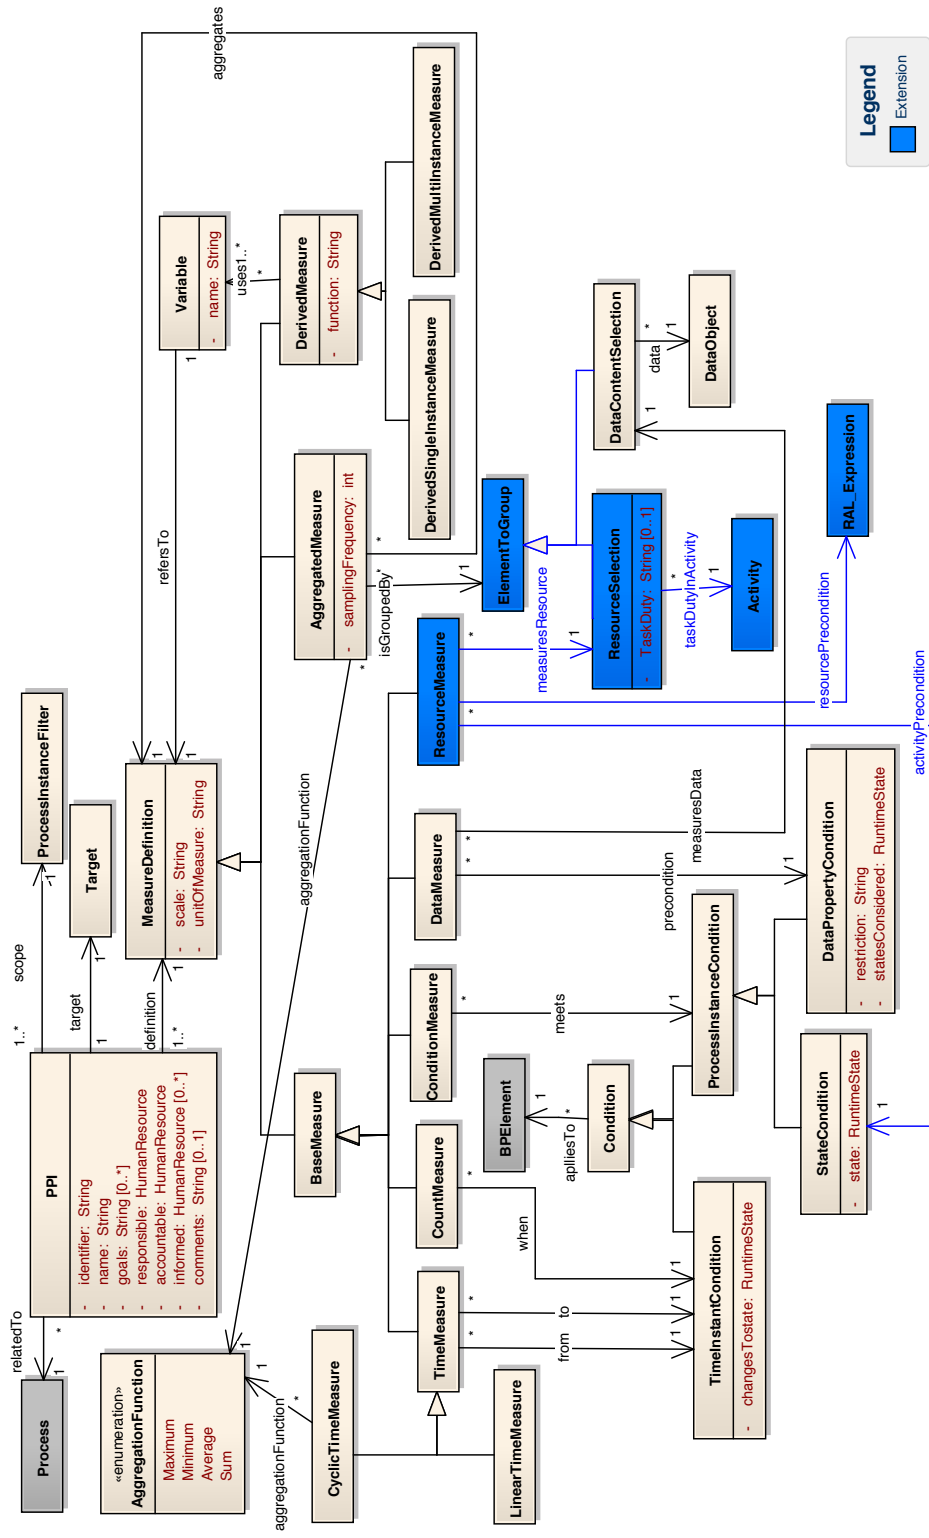 Process
relatedTo
*
1
PPI
- identifier: String
- name: String
- goals: String [0..*]
- responsible: HumanResource
- accountable: HumanResource
- informed: HumanResource [0..*]
- comments: String [0..1]
1..*
scope
1
ProcessInstanceFilter
1
target
1
Target
1..*
definition
1
«enumeration»
AggregationFunction
Maximum
Minimum
Average
Sum
MeasureDefinition
- scale: String
- unitOfMeasure: String
1
1
refersTo
1
Variable
- name: String
aggregates
uses1..*
*
1
1
aggregationFunction
*
CyclicTimeMeasure
BaseMeasure
aggregationFunction
*
AggregatedMeasure
- samplingFrequency: int
*
*
isGroupedBy
1
DerivedMeasure
- function: String
DerivedSingleInstanceMeasure
DerivedMultiInstanceMeasure
LinearTimeMeasure
TimeMeasure
*
*
CountMeasure
*
ConditionMeasure
*
DataMeasure
*
*
ResourceMeasure
*
*
ElementToGroup
from
1
to
1
when
1
BPElement
1
aplliesTo
*
Condition
meets
1
precondition
1
measuresData
1
measuresResource
1
ResourceSelection
- TaskDuty: String [0..1]
*
taskDutyInActivity
1
Activity
DataContentSelection
*
data
1
DataObject
TimeInstantCondition
- changesTostate: RuntimeState
ProcessInstanceCondition
StateCondition
- state: RuntimeState
1
DataPropertyCondition
- restriction: String
- statesConsidered: RuntimeState
resourcePrecondition
RAL_Expression
activityPrecondition
Legend
Extension